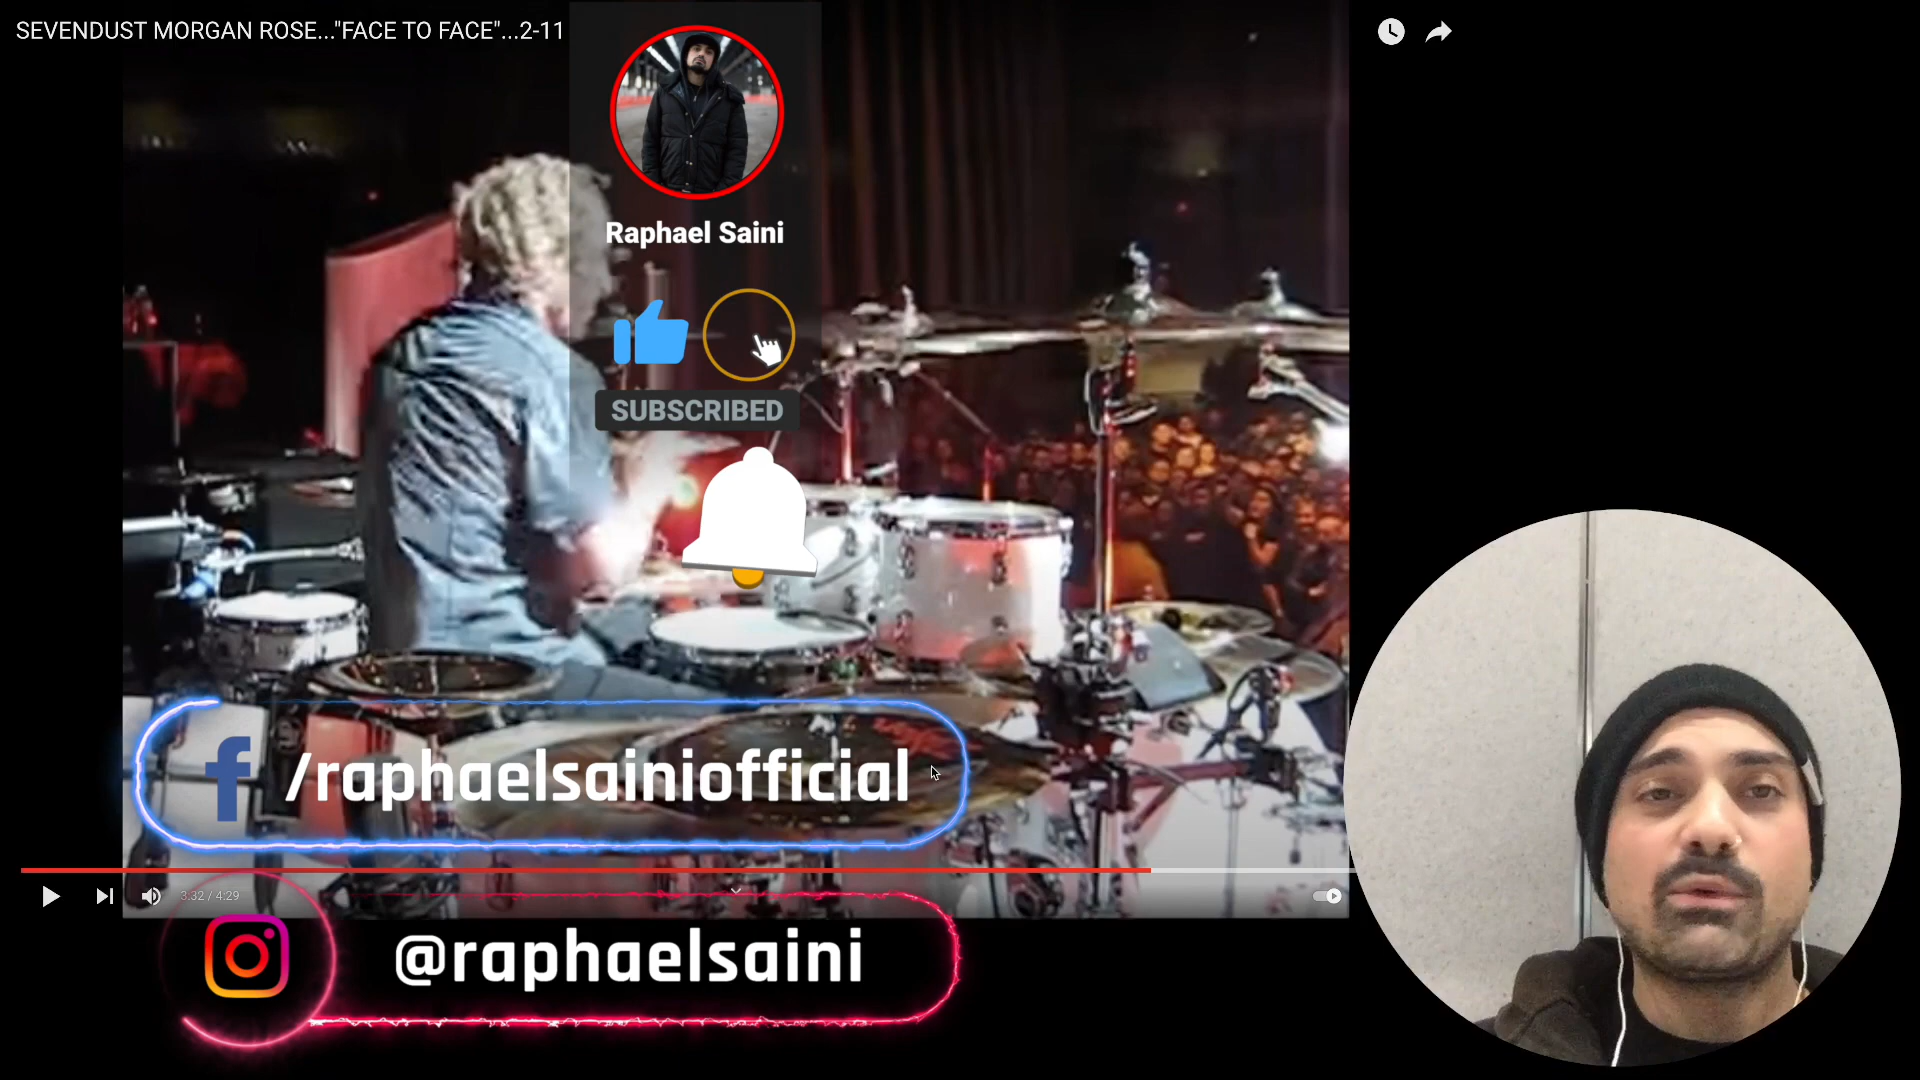 SEVENDUST MORGAN ROSE..."FACE TO FACE"...2-11
Raphael Saini
SUBSCRIBED
/raphaelsainiofficial
3:32 / 4:29
@raphaelsaini